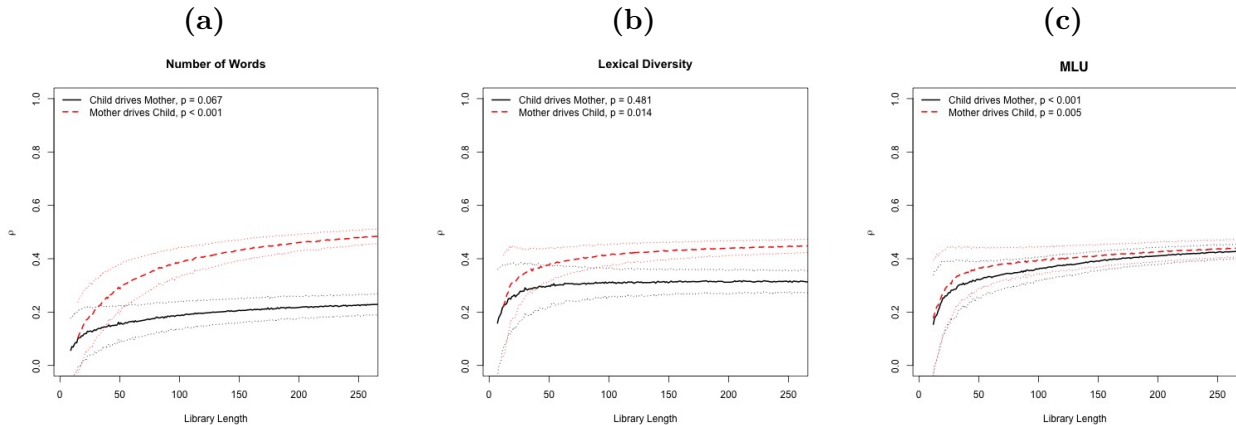 (a)
Number of Words
Child drives Mother, p = 0.067
Mother drives Child, p < 0.001
1.0
0.8
0.6
0.4
0.2
0.0
ρ
0 50 100 150 200 250
Library Length
(b)
Lexical Diversity
Child drives Mother, p = 0.481
Mother drives Child, p = 0.014
1.0
0.8
0.6
0.4
0.2
0.0
ρ
0 50 100 150 200 250
Library Length
(c)
MLU
Child drives Mother, p < 0.001
Mother drives Child, p = 0.005
1.0
0.8
0.6
0.4
0.2
0.0
ρ
0 50 100 150 200 250
Library Length